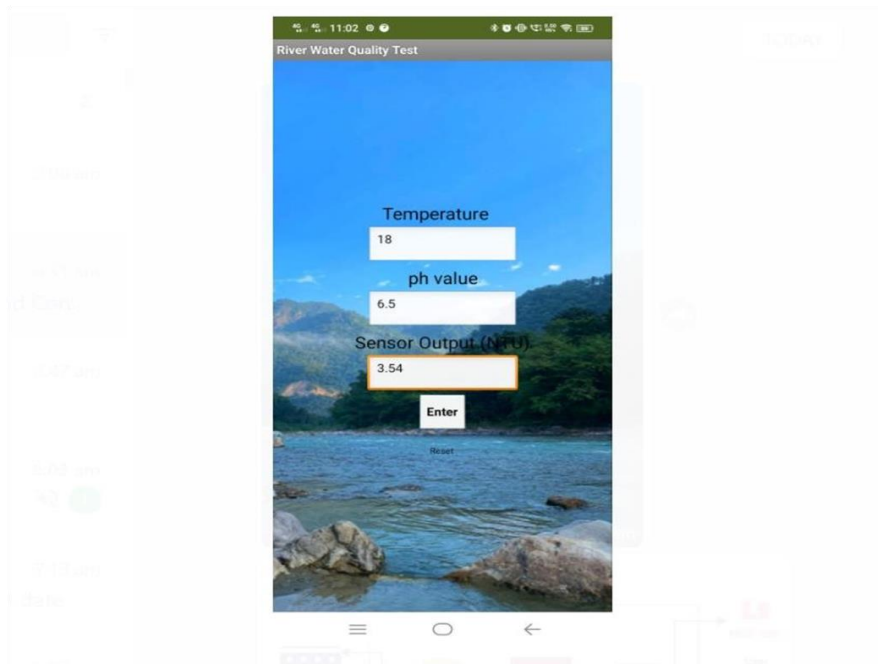 11:02
River Water Quality Test
Temperature
18
ph value
6.5
Sensor Output (NTU)
3.54
Enter
Reset